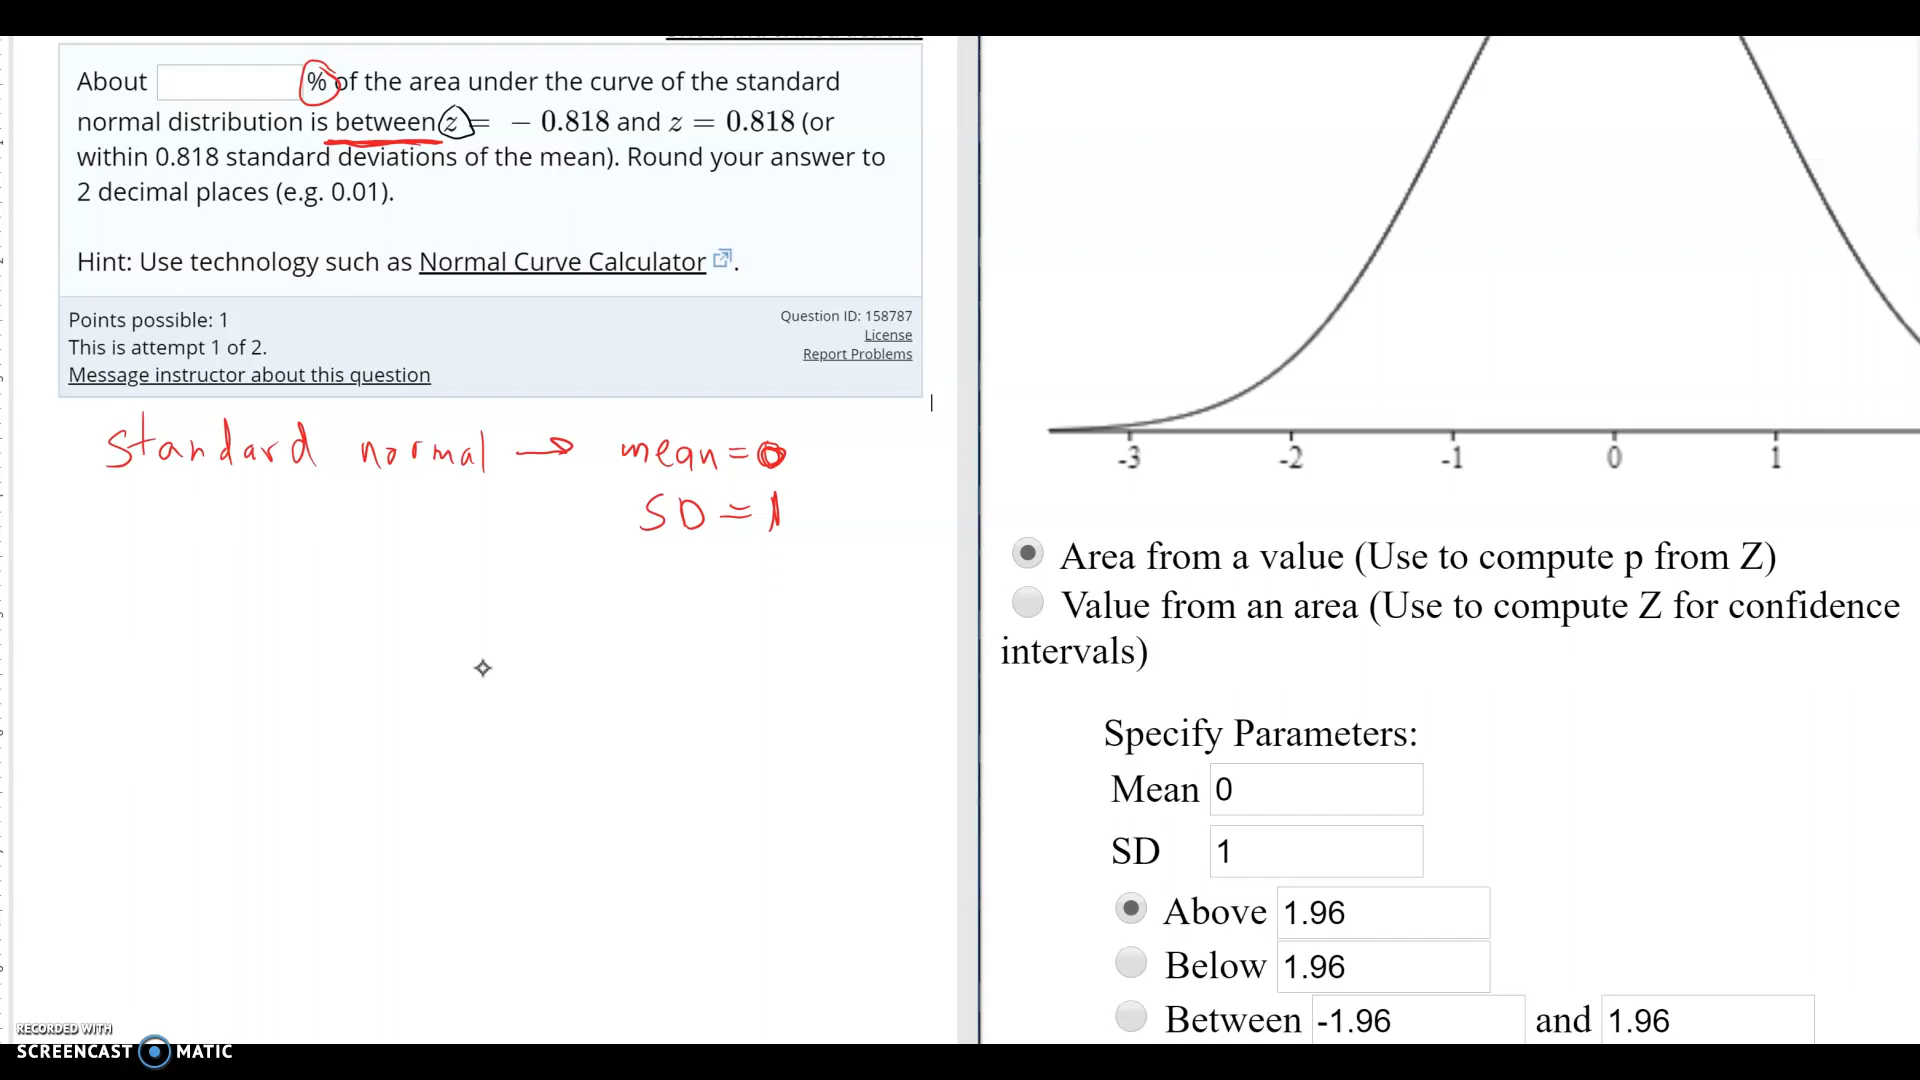 About % of the area under the curve of the standard
normal distribution is between z = − 0.818 and z = 0.818 (or
within 0.818 standard deviations of the mean). Round your answer to
2 decimal places (e.g. 0.01).
Hint: Use technology such as Normal Curve Calculator.
Points possible: 1
This is attempt 1 of 2.
Message instructor about this question
Question ID: 158787
License
Report Problems
standard normal → mean = 0
SD = 1
-3 -2 -1 0 1
Area from a value (Use to compute p from Z)
Value from an area (Use to compute Z for confidence
intervals)
Specify Parameters:
Mean 0
SD 1
Above 1.96
Below 1.96
Between -1.96 and 1.96
RECORDED WITH
SCREENCAST MATIC